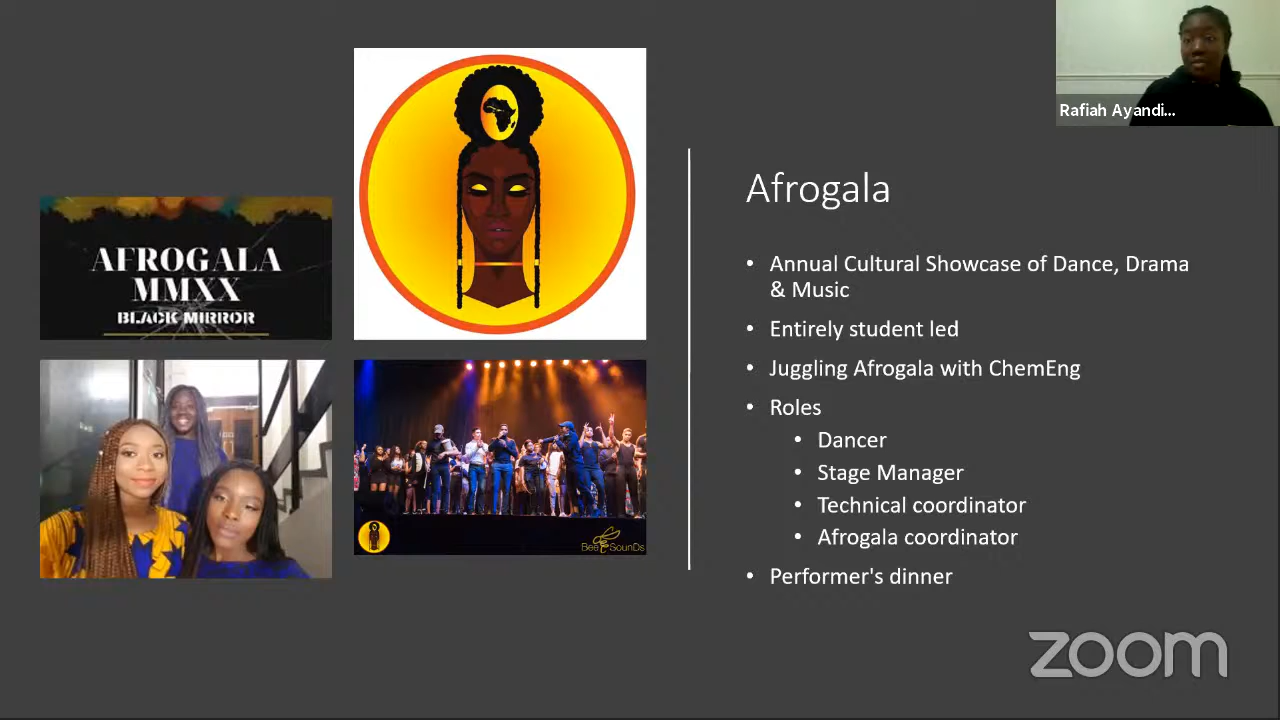 Rafiah Ayandi...
AFROGALA
MMXX
BLACK MIRROR
BeeSounDs
Afrogala
• Annual Cultural Showcase of Dance, Drama
& Music
• Entirely student led
• Juggling Afrogala with ChemEng
• Roles
• Dancer
• Stage Manager
• Technical coordinator
• Afrogala coordinator
• Performer's dinner
zoom